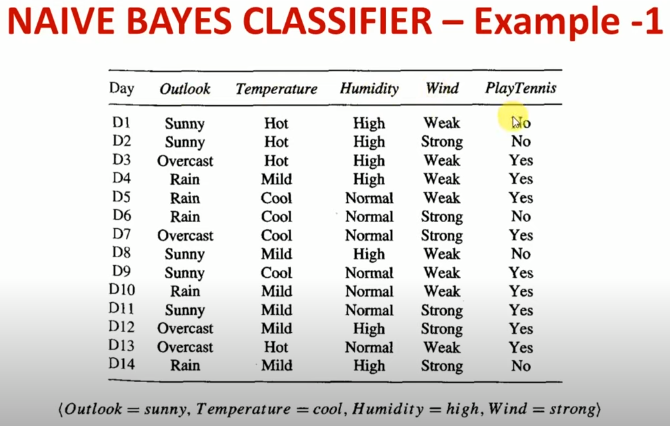 NAIVE BAYES CLASSIFIER – Example -1
Day Outlook Temperature Humidity Wind PlayTennis
D1 Sunny Hot High Weak No
D2 Sunny Hot High Strong No
D3 Overcast Hot High Weak Yes
D4 Rain Mild High Weak Yes
D5 Rain Cool Normal Weak Yes
D6 Rain Cool Normal Strong No
D7 Overcast Cool Normal Strong Yes
D8 Sunny Mild High Weak No
D9 Sunny Cool Normal Weak Yes
D10 Rain Mild Normal Weak Yes
D11 Sunny Mild Normal Strong Yes
D12 Overcast Mild High Strong Yes
D13 Overcast Hot Normal Weak Yes
D14 Rain Mild High Strong No
⟨Outlook = sunny, Temperature = cool, Humidity = high, Wind = strong⟩